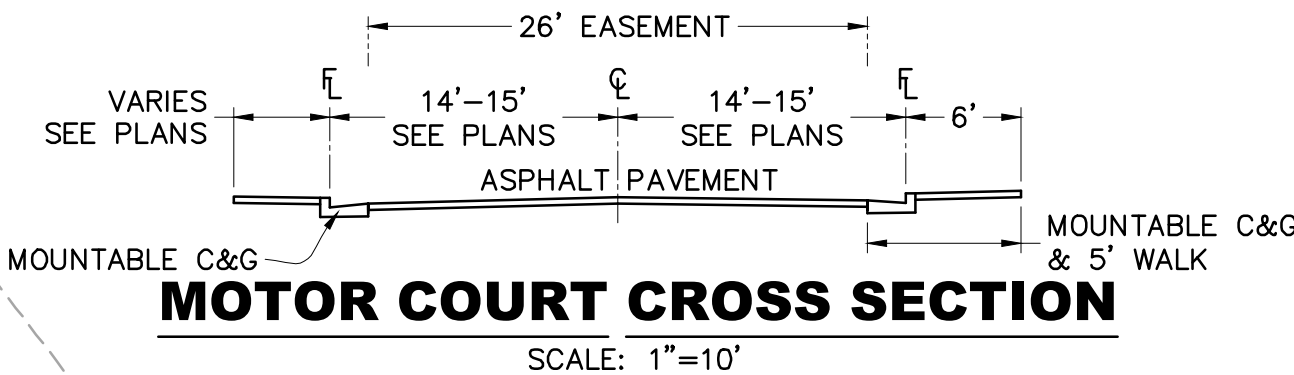 26' EASEMENT
FL
CL
FL
VARIES
SEE PLANS
14'-15'
SEE PLANS
14'-15'
SEE PLANS
6'
ASPHALT PAVEMENT
MOUNTABLE C&G
MOUNTABLE C&G
& 5' WALK
MOTOR COURT CROSS SECTION
SCALE: 1"=10'